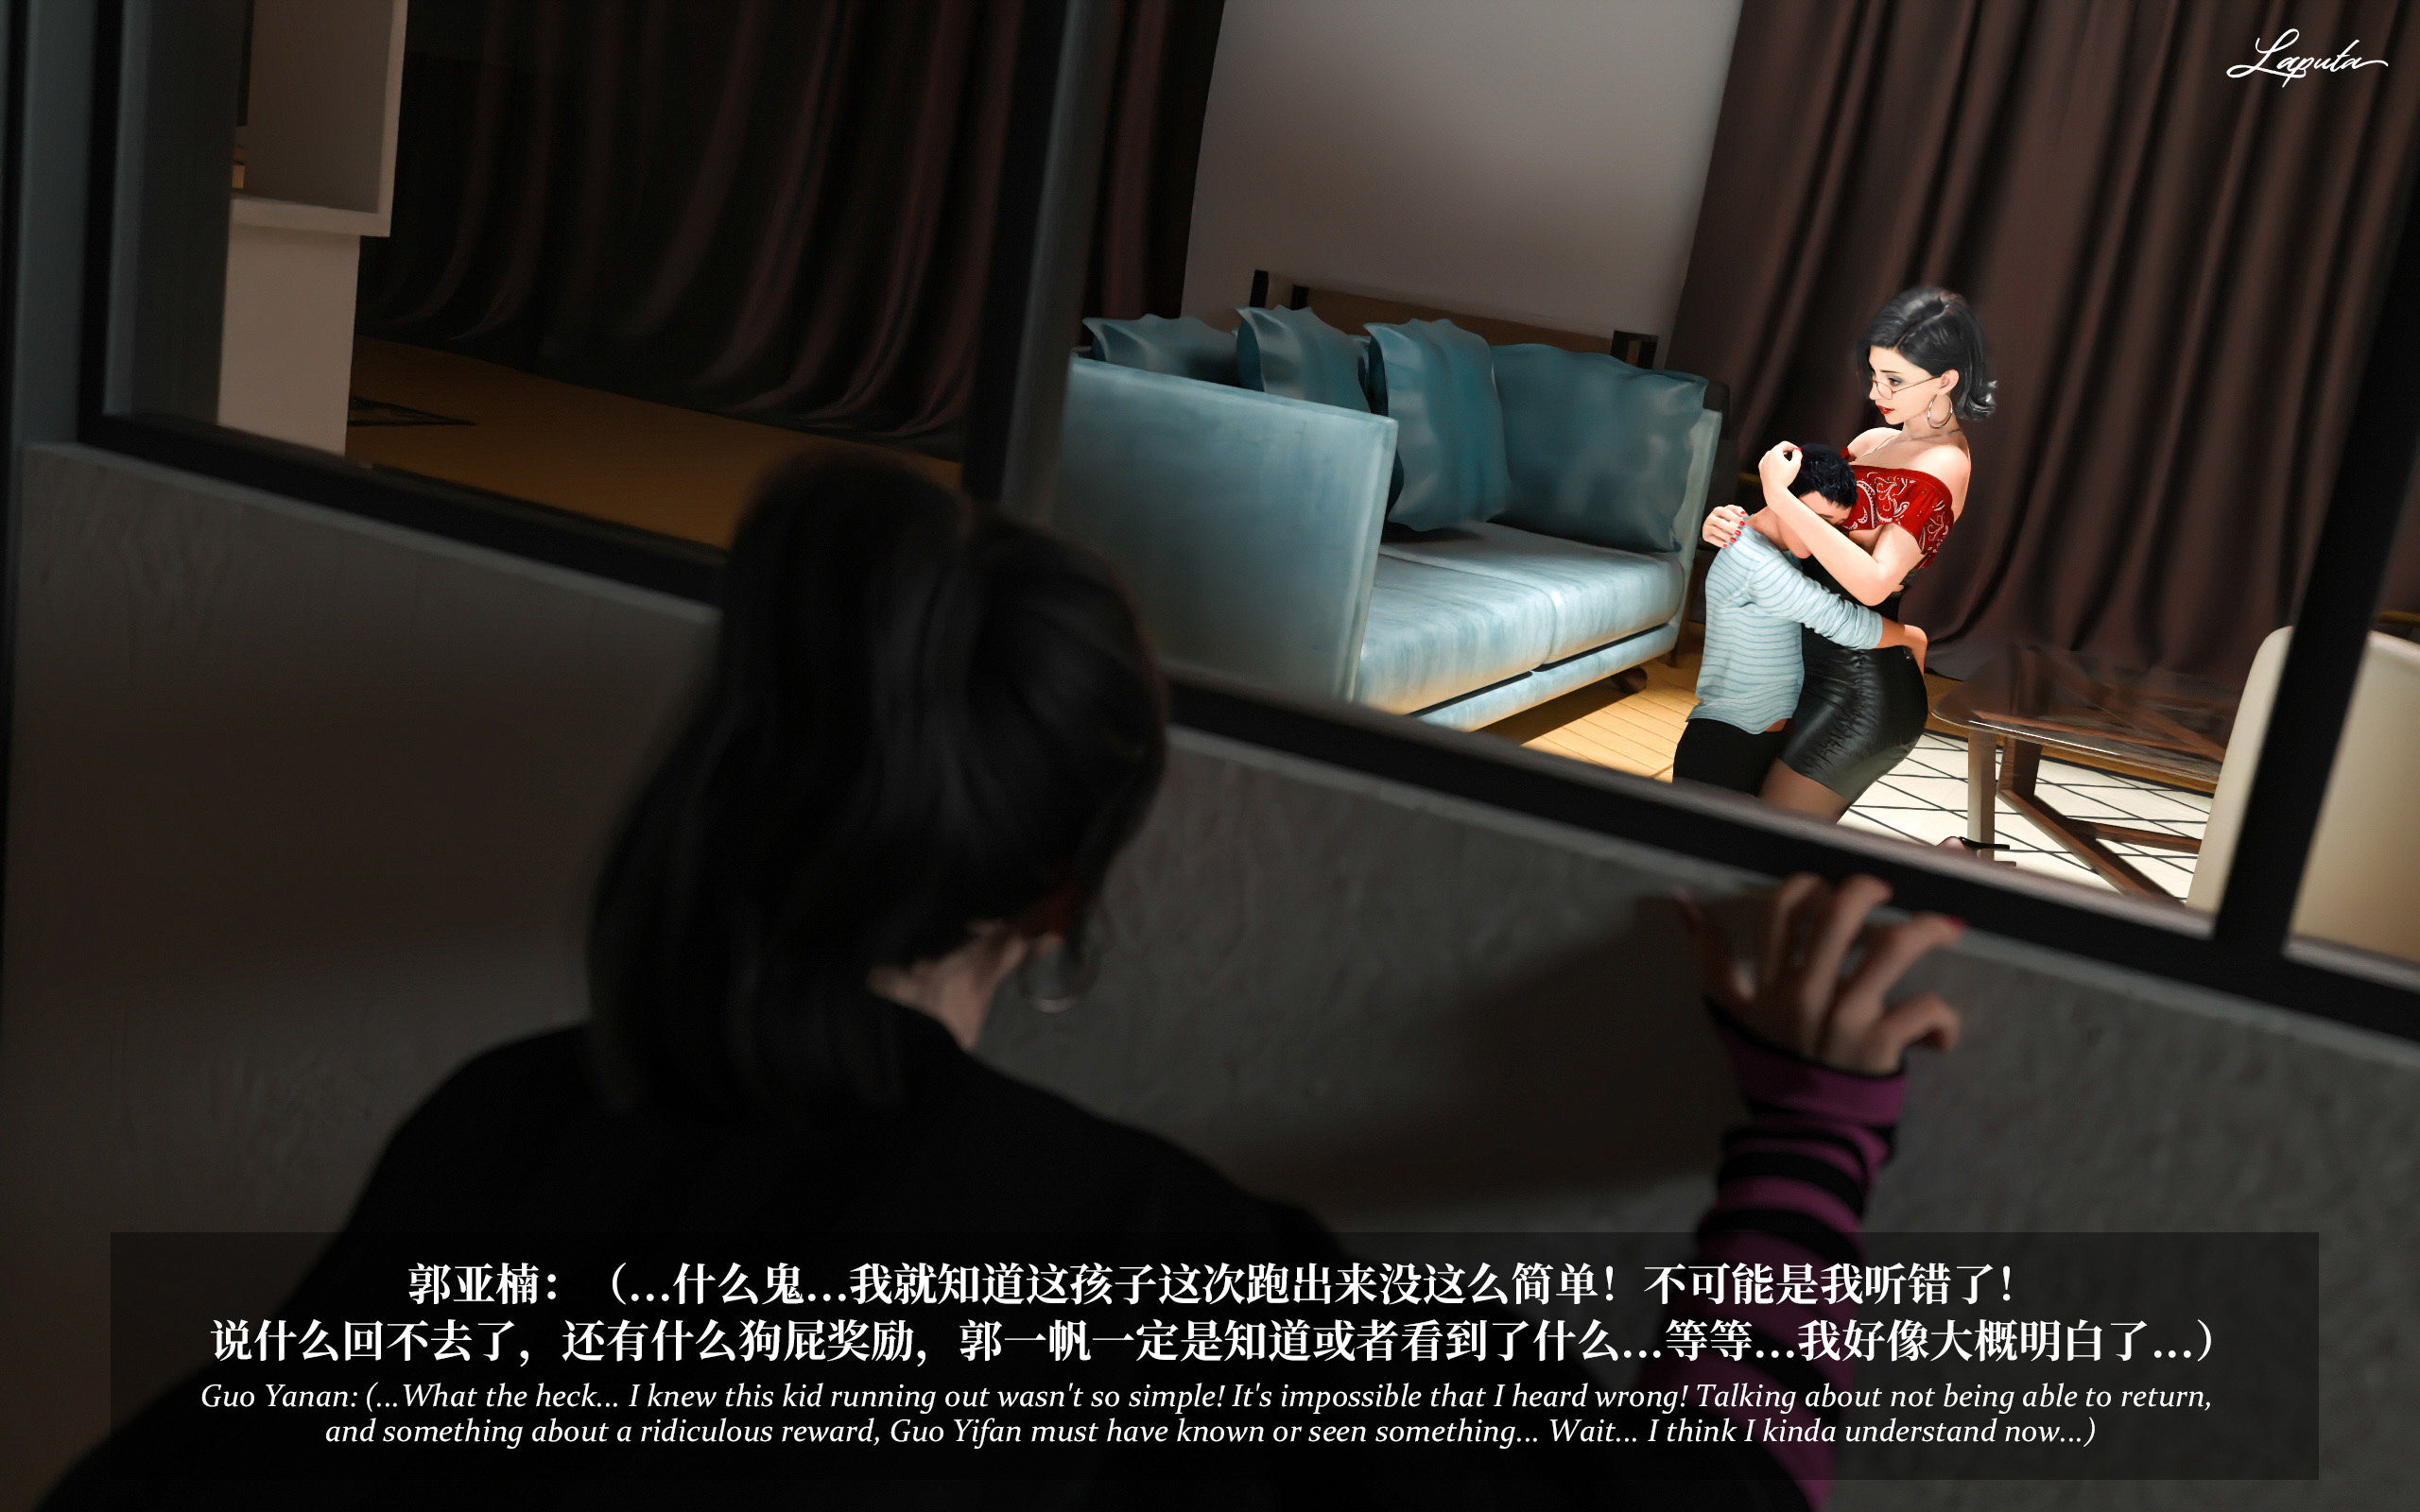 Laputa
郭亚楠：（...什么鬼...我就知道这孩子这次跑出来没这么简单！不可能是我听错了！
说什么回不去了，还有什么狗屁奖励，郭一帆一定是知道或者看到了什么...等等...我好像大概明白了...）
Guo Yanan: (...What the heck... I knew this kid running out wasn't so simple! It's impossible that I heard wrong! Talking about not being able to return,
and something about a ridiculous reward, Guo Yifan must have known or seen something... Wait... I think I kinda understand now...)